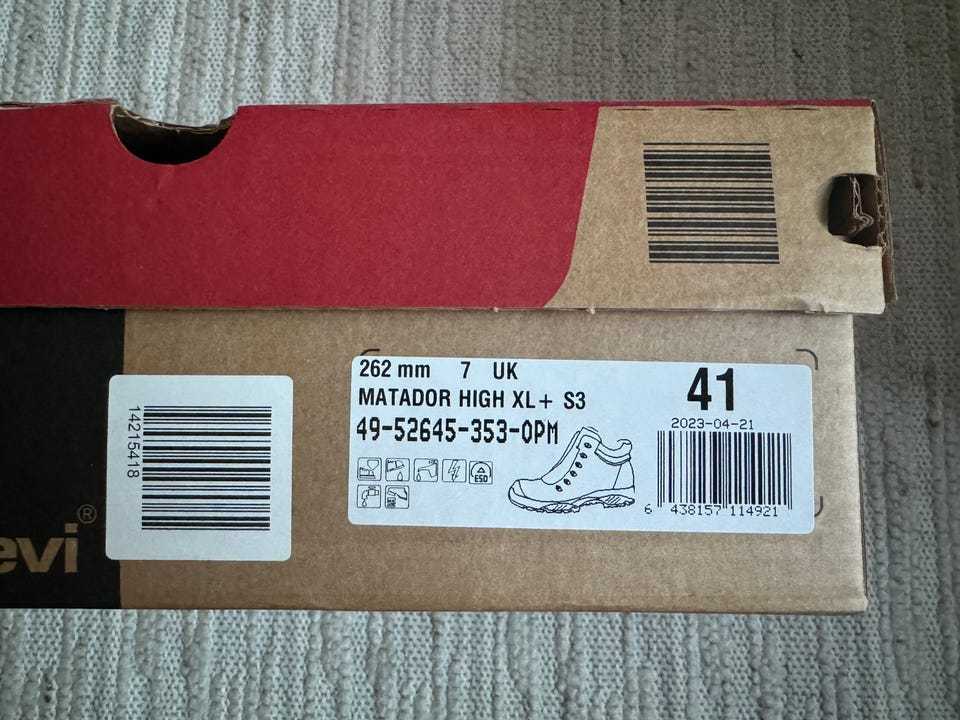 262 mm 7 UK
MATADOR HIGH XL+ S3
49-52645-353-0PM
ESD
41
2023-04-21
6 438157 114921
14215418
evi®